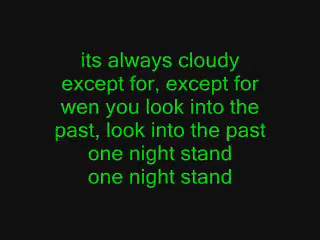 its always cloudy
except for, except for
wen you look into the
past, look into the past
one night stand
one night stand